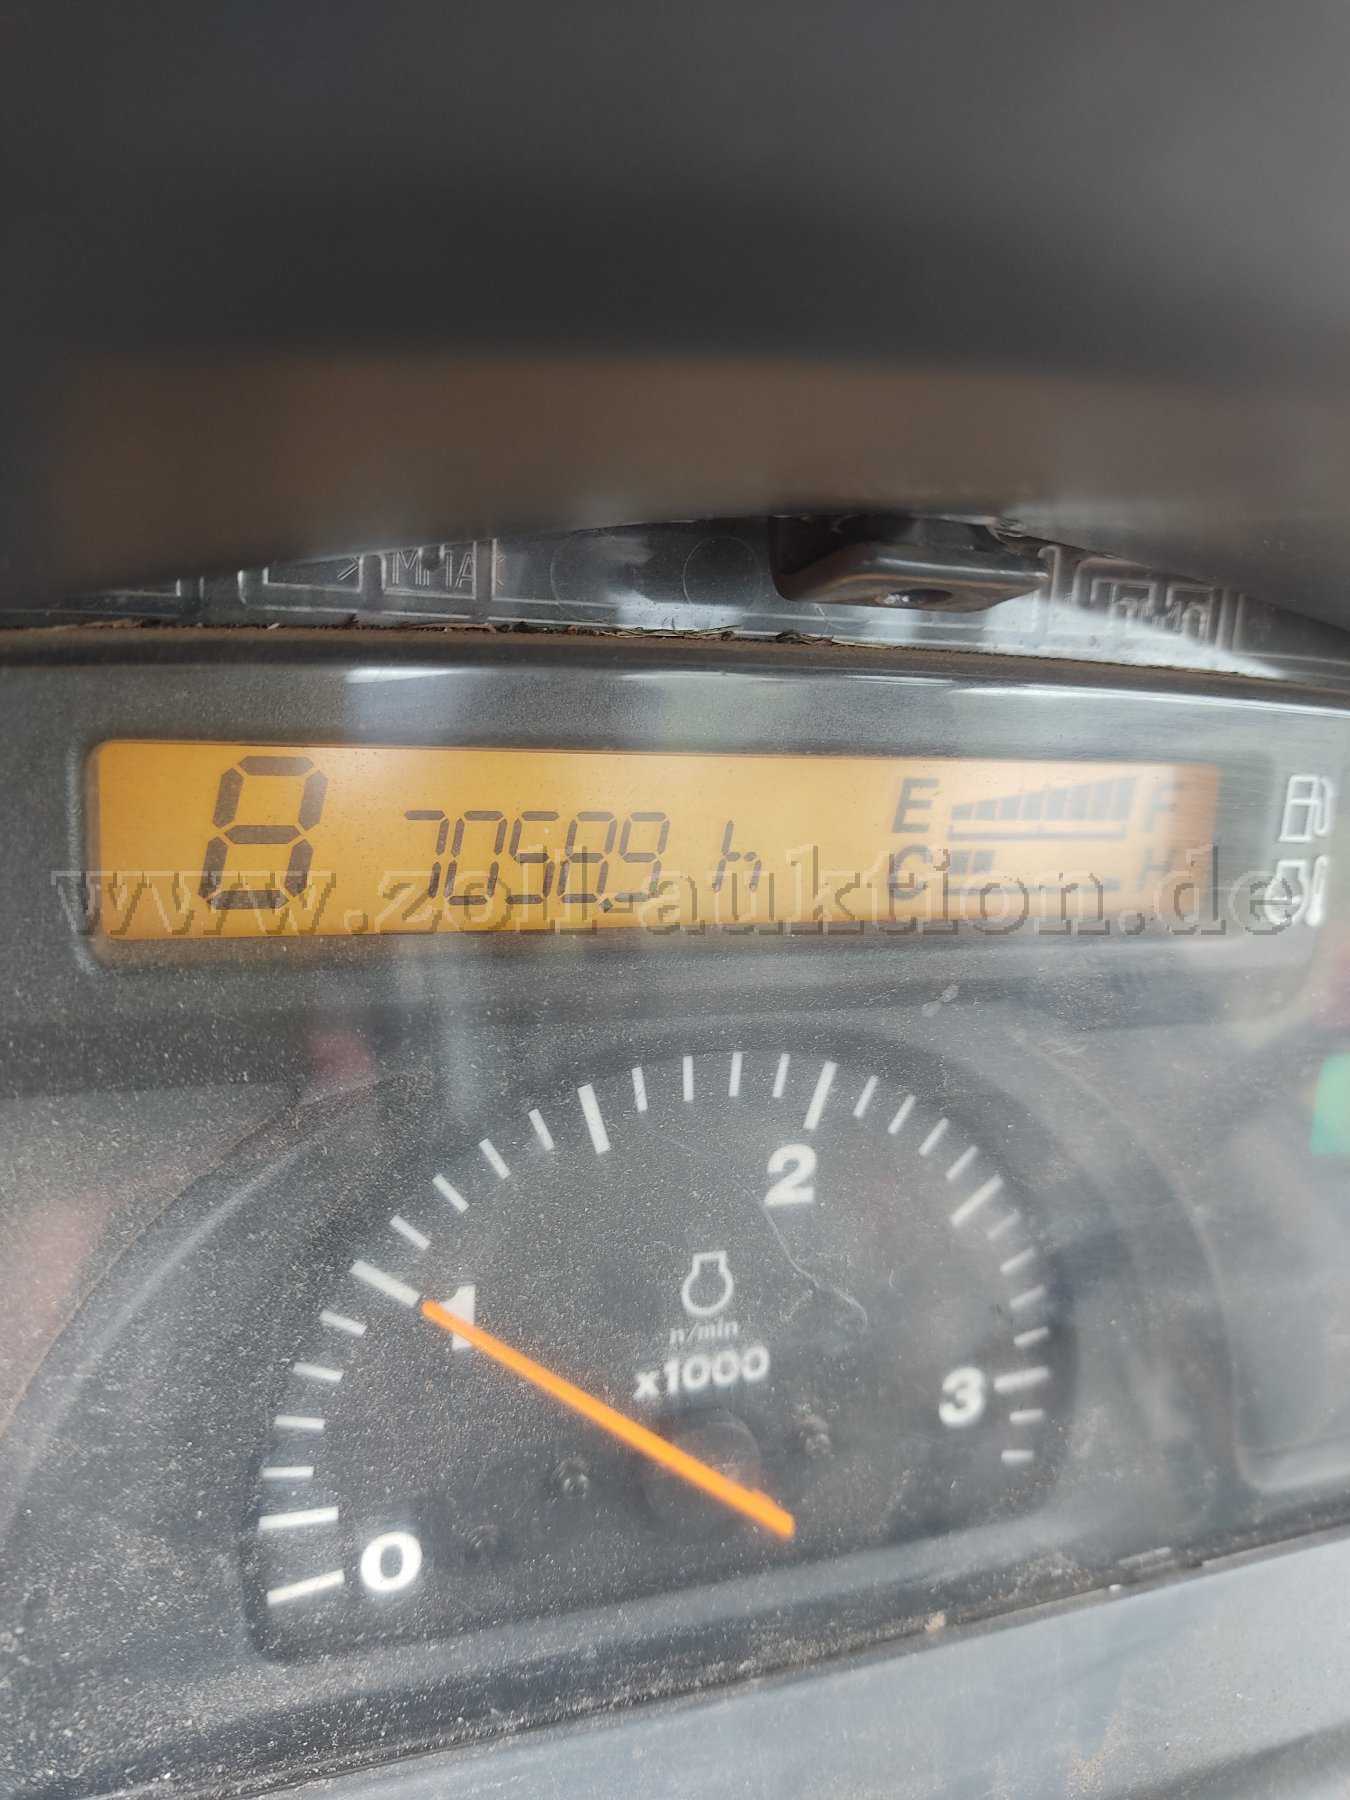 8 7058.9 h E F
C H
www.zoll-auktion.de
2
1
n/min
x1000
3
0